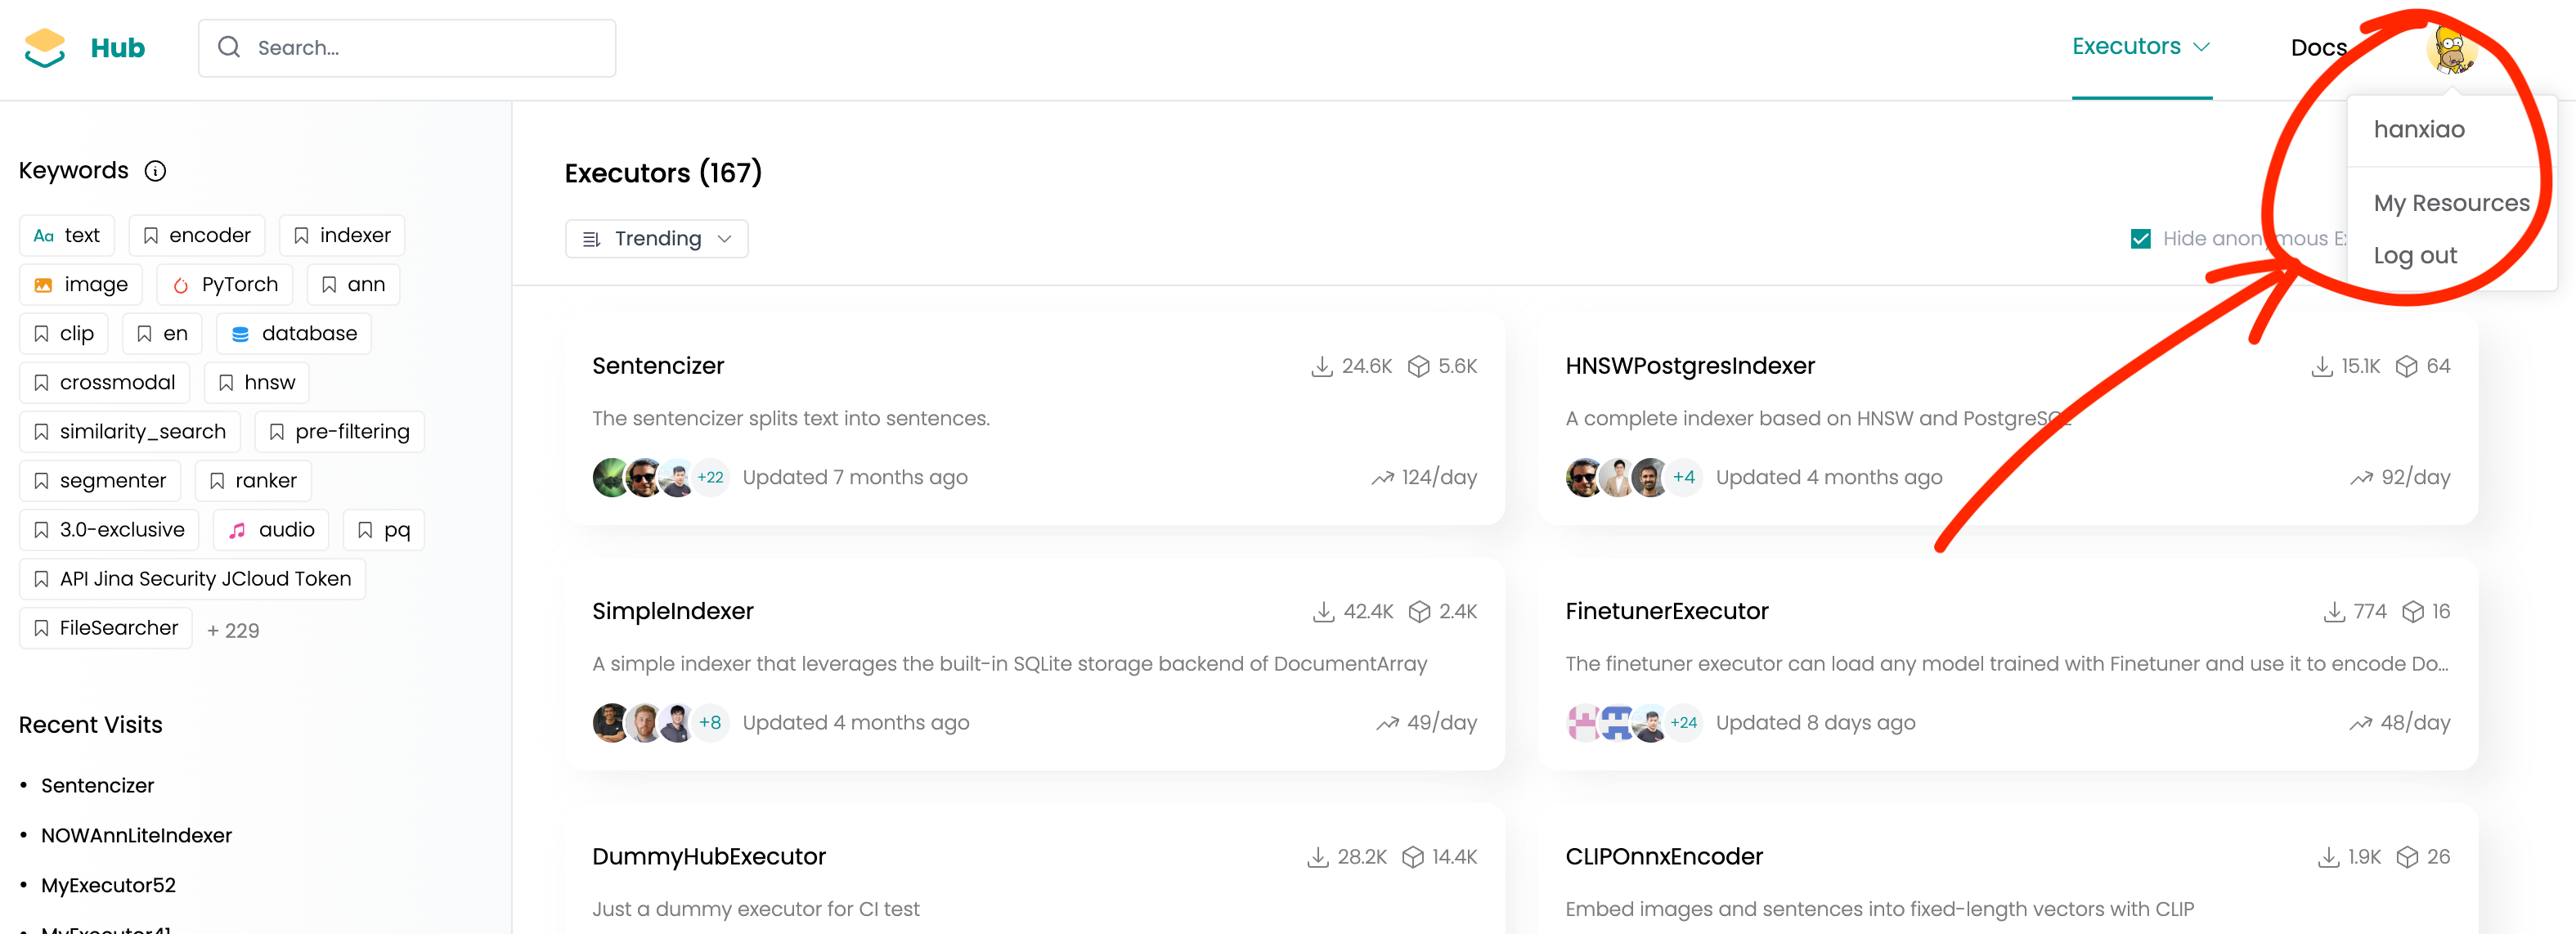 Hub
Search...
Executors
Docs
hanxiao
My Resources
Log out
Keywords
Aa text
encoder
indexer
image
PyTorch
ann
clip
en
database
crossmodal
hnsw
similarity_search
pre-filtering
segmenter
ranker
3.0-exclusive
audio
pq
API Jina Security JCloud Token
FileSearcher
+ 229
Recent Visits
• Sentencizer
• NOWAnnLiteIndexer
• MyExecutor52
• MyExecutor41
Executors (167)
Trending
Hide anonymous
Sentencizer
24.6K 5.6K
The sentencizer splits text into sentences.
+22 Updated 7 months ago
124/day
HNSWPostgresIndexer
15.1K 64
A complete indexer based on HNSW and PostgreSQL
+4 Updated 4 months ago
92/day
SimpleIndexer
42.4K 2.4K
A simple indexer that leverages the built-in SQLite storage backend of DocumentArray
+8 Updated 4 months ago
49/day
FinetunerExecutor
774 16
The finetuner executor can load any model trained with Finetuner and use it to encode Do...
+24 Updated 8 days ago
48/day
DummyHubExecutor
28.2K 14.4K
Just a dummy executor for CI test
CLIPOnnxEncoder
1.9K 26
Embed images and sentences into fixed-length vectors with CLIP